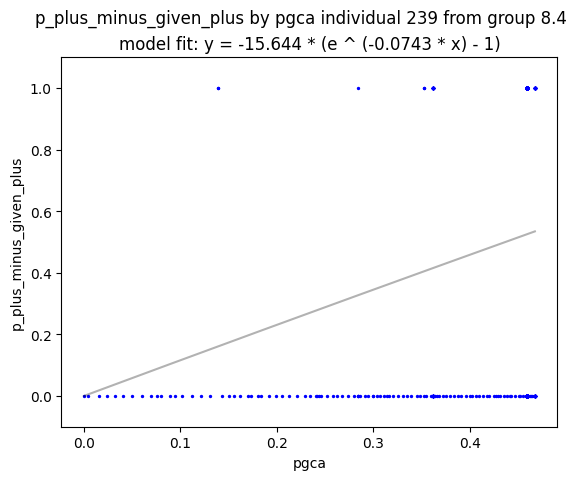 p_plus_minus_given_plus by pgca individual 239 from group 8.4
model fit: y = -15.644 * (e ^ (-0.0743 * x) - 1)
p_plus_minus_given_plus
1.0
0.8
0.6
0.4
0.2
0.0
0.0 0.1 0.2 0.3 0.4
pgca